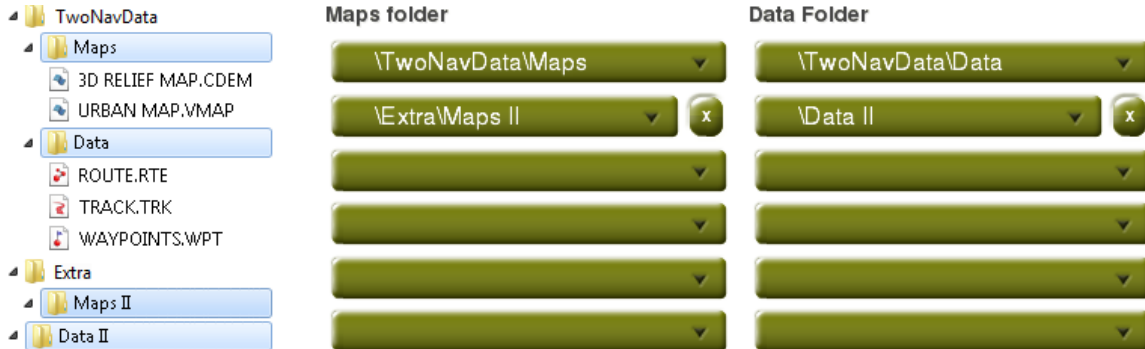 TwoNavData
Maps
3D RELIEF MAP.CDEM
URBAN MAP.VMAP
Data
ROUTE.RTE
TRACK.TRK
WAYPOINTS.WPT
Extra
Maps II
Data II
Maps folder
\TwoNavData\Maps
\Extra\Maps II x
Data Folder
\TwoNavData\Data
\Data II x